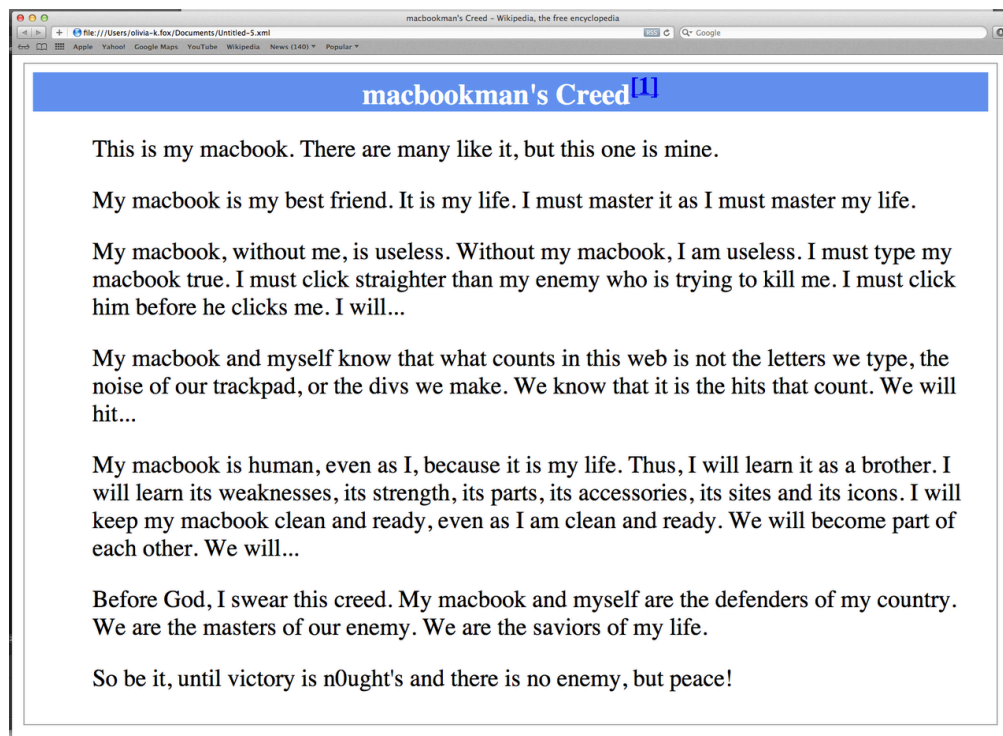 macbookman's Creed – Wikipedia, the free encyclopedia
file:///Users/olivia-k.fox/Documents/Untitled-5.xml
RSS
Google
Apple Yahoo! Google Maps YouTube Wikipedia News (140) Popular
macbookman's Creed[1]
This is my macbook. There are many like it, but this one is mine.
My macbook is my best friend. It is my life. I must master it as I must master my life.
My macbook, without me, is useless. Without my macbook, I am useless. I must type my
macbook true. I must click straighter than my enemy who is trying to kill me. I must click
him before he clicks me. I will...
My macbook and myself know that what counts in this web is not the letters we type, the
noise of our trackpad, or the divs we make. We know that it is the hits that count. We will
hit...
My macbook is human, even as I, because it is my life. Thus, I will learn it as a brother. I
will learn its weaknesses, its strength, its parts, its accessories, its sites and its icons. I will
keep my macbook clean and ready, even as I am clean and ready. We will become part of
each other. We will...
Before God, I swear this creed. My macbook and myself are the defenders of my country.
We are the masters of our enemy. We are the saviors of my life.
So be it, until victory is n0ught's and there is no enemy, but peace!